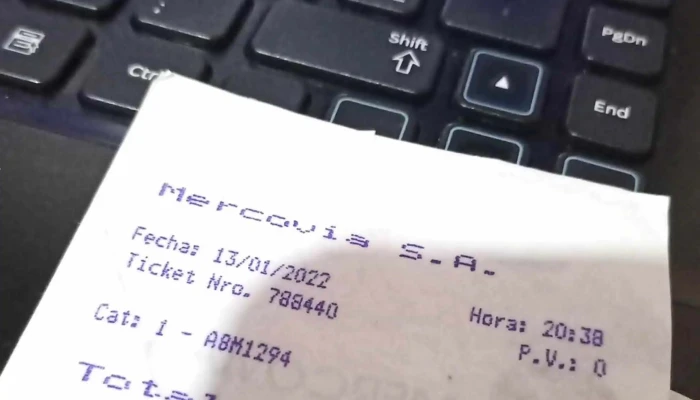 Shift
PgDn
Ctrl
End
Mercovia S.A.
Fecha: 13/01/2022
Ticket Nro. 788440
Hora: 20:38
P.V.: 0
Cat: 1 - A8M1294
Total